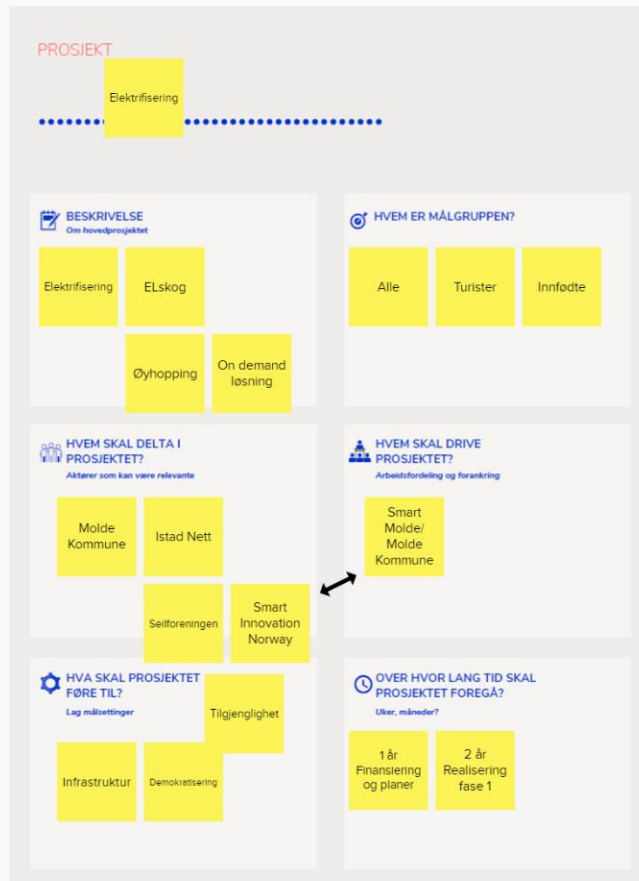 PROSJEKT
Elektrifisering
BESKRIVELSE
Om hovedprosjektet
Elektrifisering
ELskog
Øyhopping
On demand
løsning
HVEM ER MÅLGRUPPEN?
Alle
Turister
Innfødte
HVEM SKAL DELTA I
PROSJEKTET?
Aktører som kan være relevante
Molde
Kommune
Istad Nett
Seilforeningen
Smart
Innovation
Norway
HVEM SKAL DRIVE
PROSJEKTET?
Arbeidsfordeling og forankring
Smart
Molde/
Molde
Kommune
HVA SKAL PROSJEKTET
FØRE TIL?
Lag målsettinger
Tilgjenglighet
Infrastruktur
Demokratisering
OVER HVOR LANG TID SKAL
PROSJEKTET FOREGÅ?
Uker, måneder?
1 år
Finansiering
og planer
2 år
Realisering
fase 1